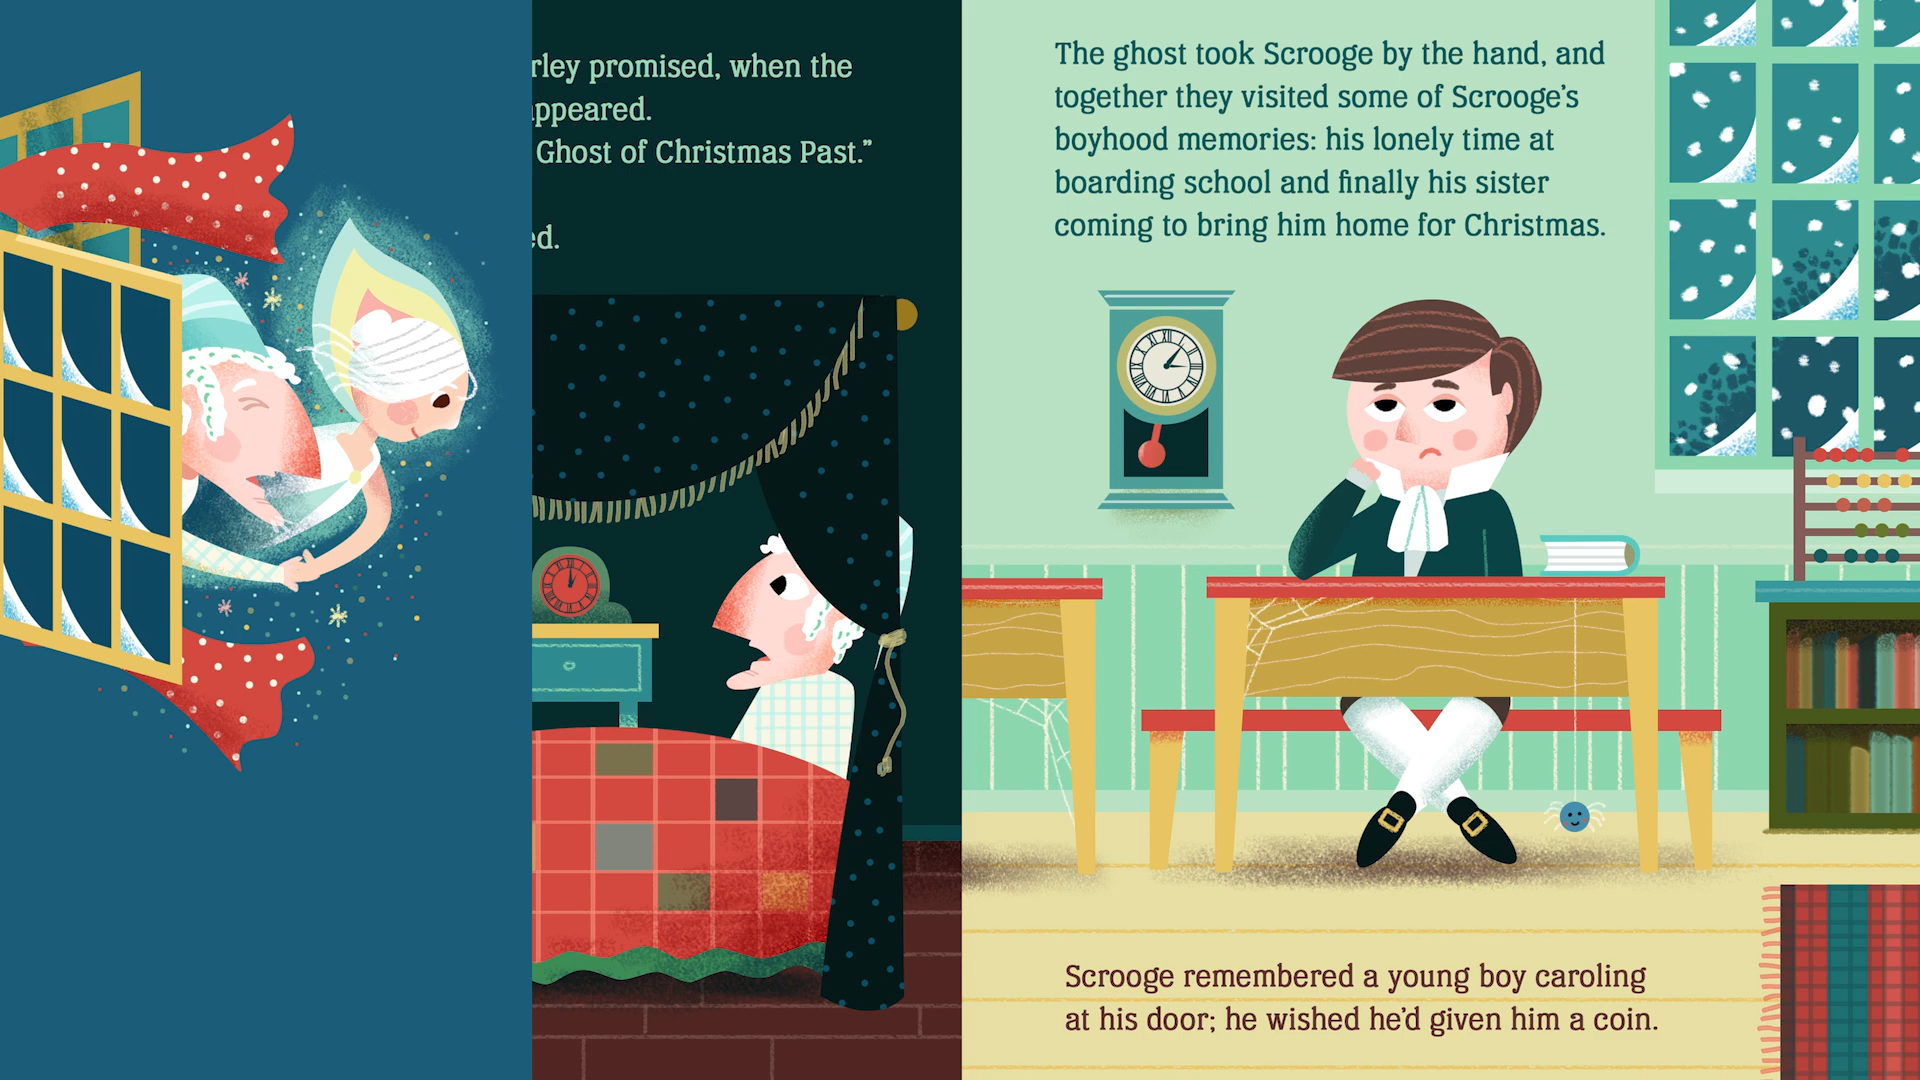 promised, when the
Ghost of Christmas Past.”
The ghost took Scrooge by the hand, and
together they visited some of Scrooge’s
boyhood memories: his lonely time at
boarding school and finally his sister
coming to bring him home for Christmas.
Scrooge remembered a young boy caroling
at his door; he wished he’d given him a coin.